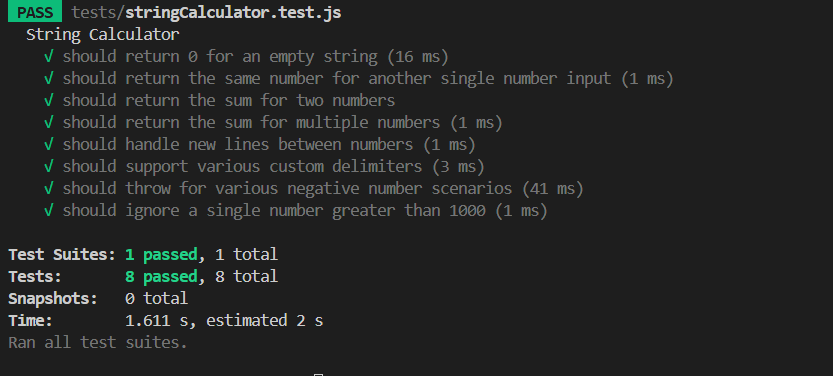 PASS tests/stringCalculator.test.js
String Calculator
√ should return 0 for an empty string (16 ms)
√ should return the same number for another single number input (1 ms)
√ should return the sum for two numbers
√ should return the sum for multiple numbers (1 ms)
√ should handle new lines between numbers (1 ms)
√ should support various custom delimiters (3 ms)
√ should throw for various negative number scenarios (41 ms)
√ should ignore a single number greater than 1000 (1 ms)
Test Suites: 1 passed, 1 total
Tests: 8 passed, 8 total
Snapshots: 0 total
Time: 1.611 s, estimated 2 s
Ran all test suites.